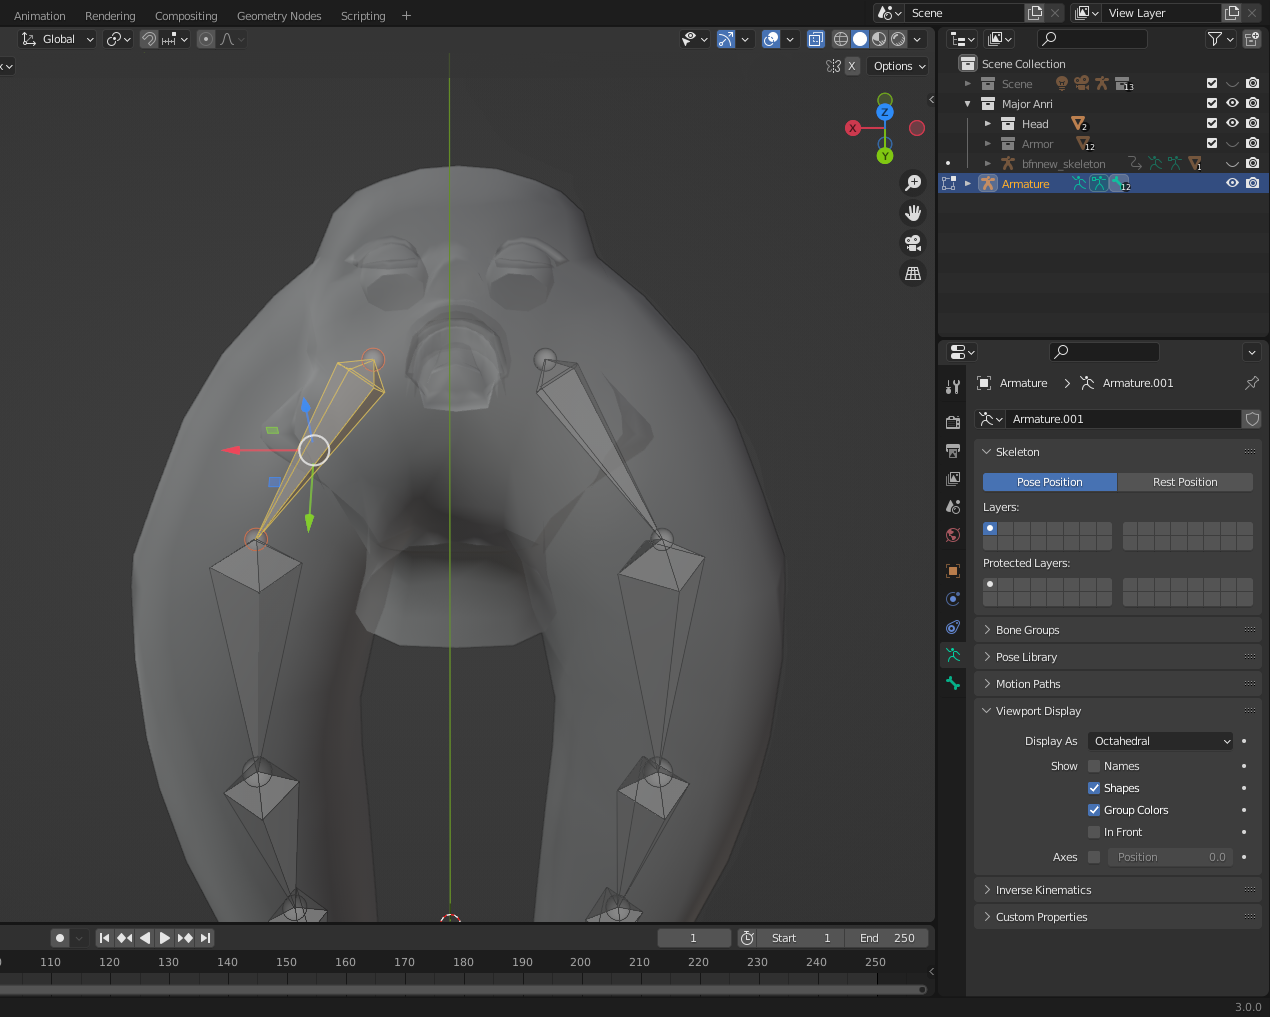 Animation Rendering Compositing Geometry Nodes Scripting +
Scene View Layer
Global
X Options
Scene Collection
Scene 13
Major Anri
Head 2
Armor 12
bfnnew_skeleton 1
Armature 12
Z
X
Y
Armature > Armature.001
Armature.001
Skeleton
Pose Position Rest Position
Layers:
Protected Layers:
Bone Groups
Pose Library
Motion Paths
Viewport Display
Display As Octahedral
Show Names
Shapes
Group Colors
In Front
Axes Position 0.0
Inverse Kinematics
Custom Properties
1 Start 1 End 250
110 120 130 140 150 160 170 180 190 200 210 220 230 240 250
3.0.0